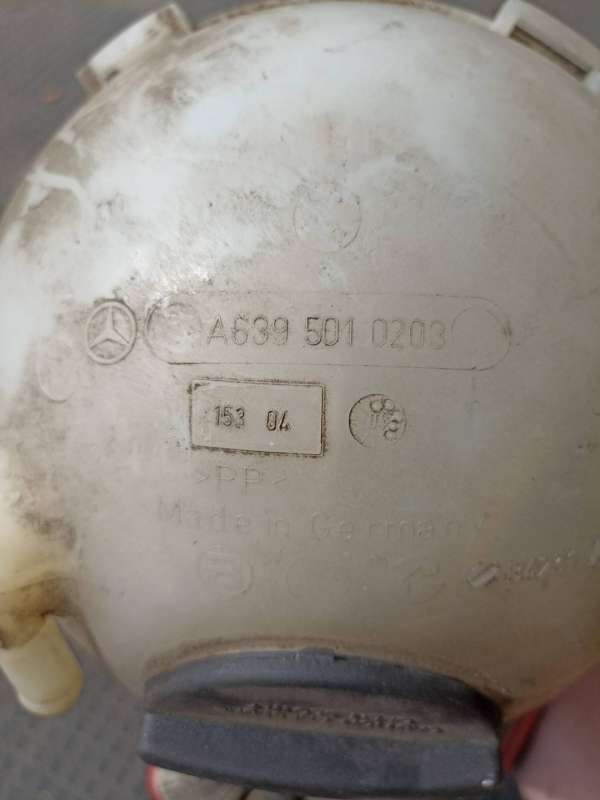 A639 501 0203
153 04
>PP<
Made in Germany